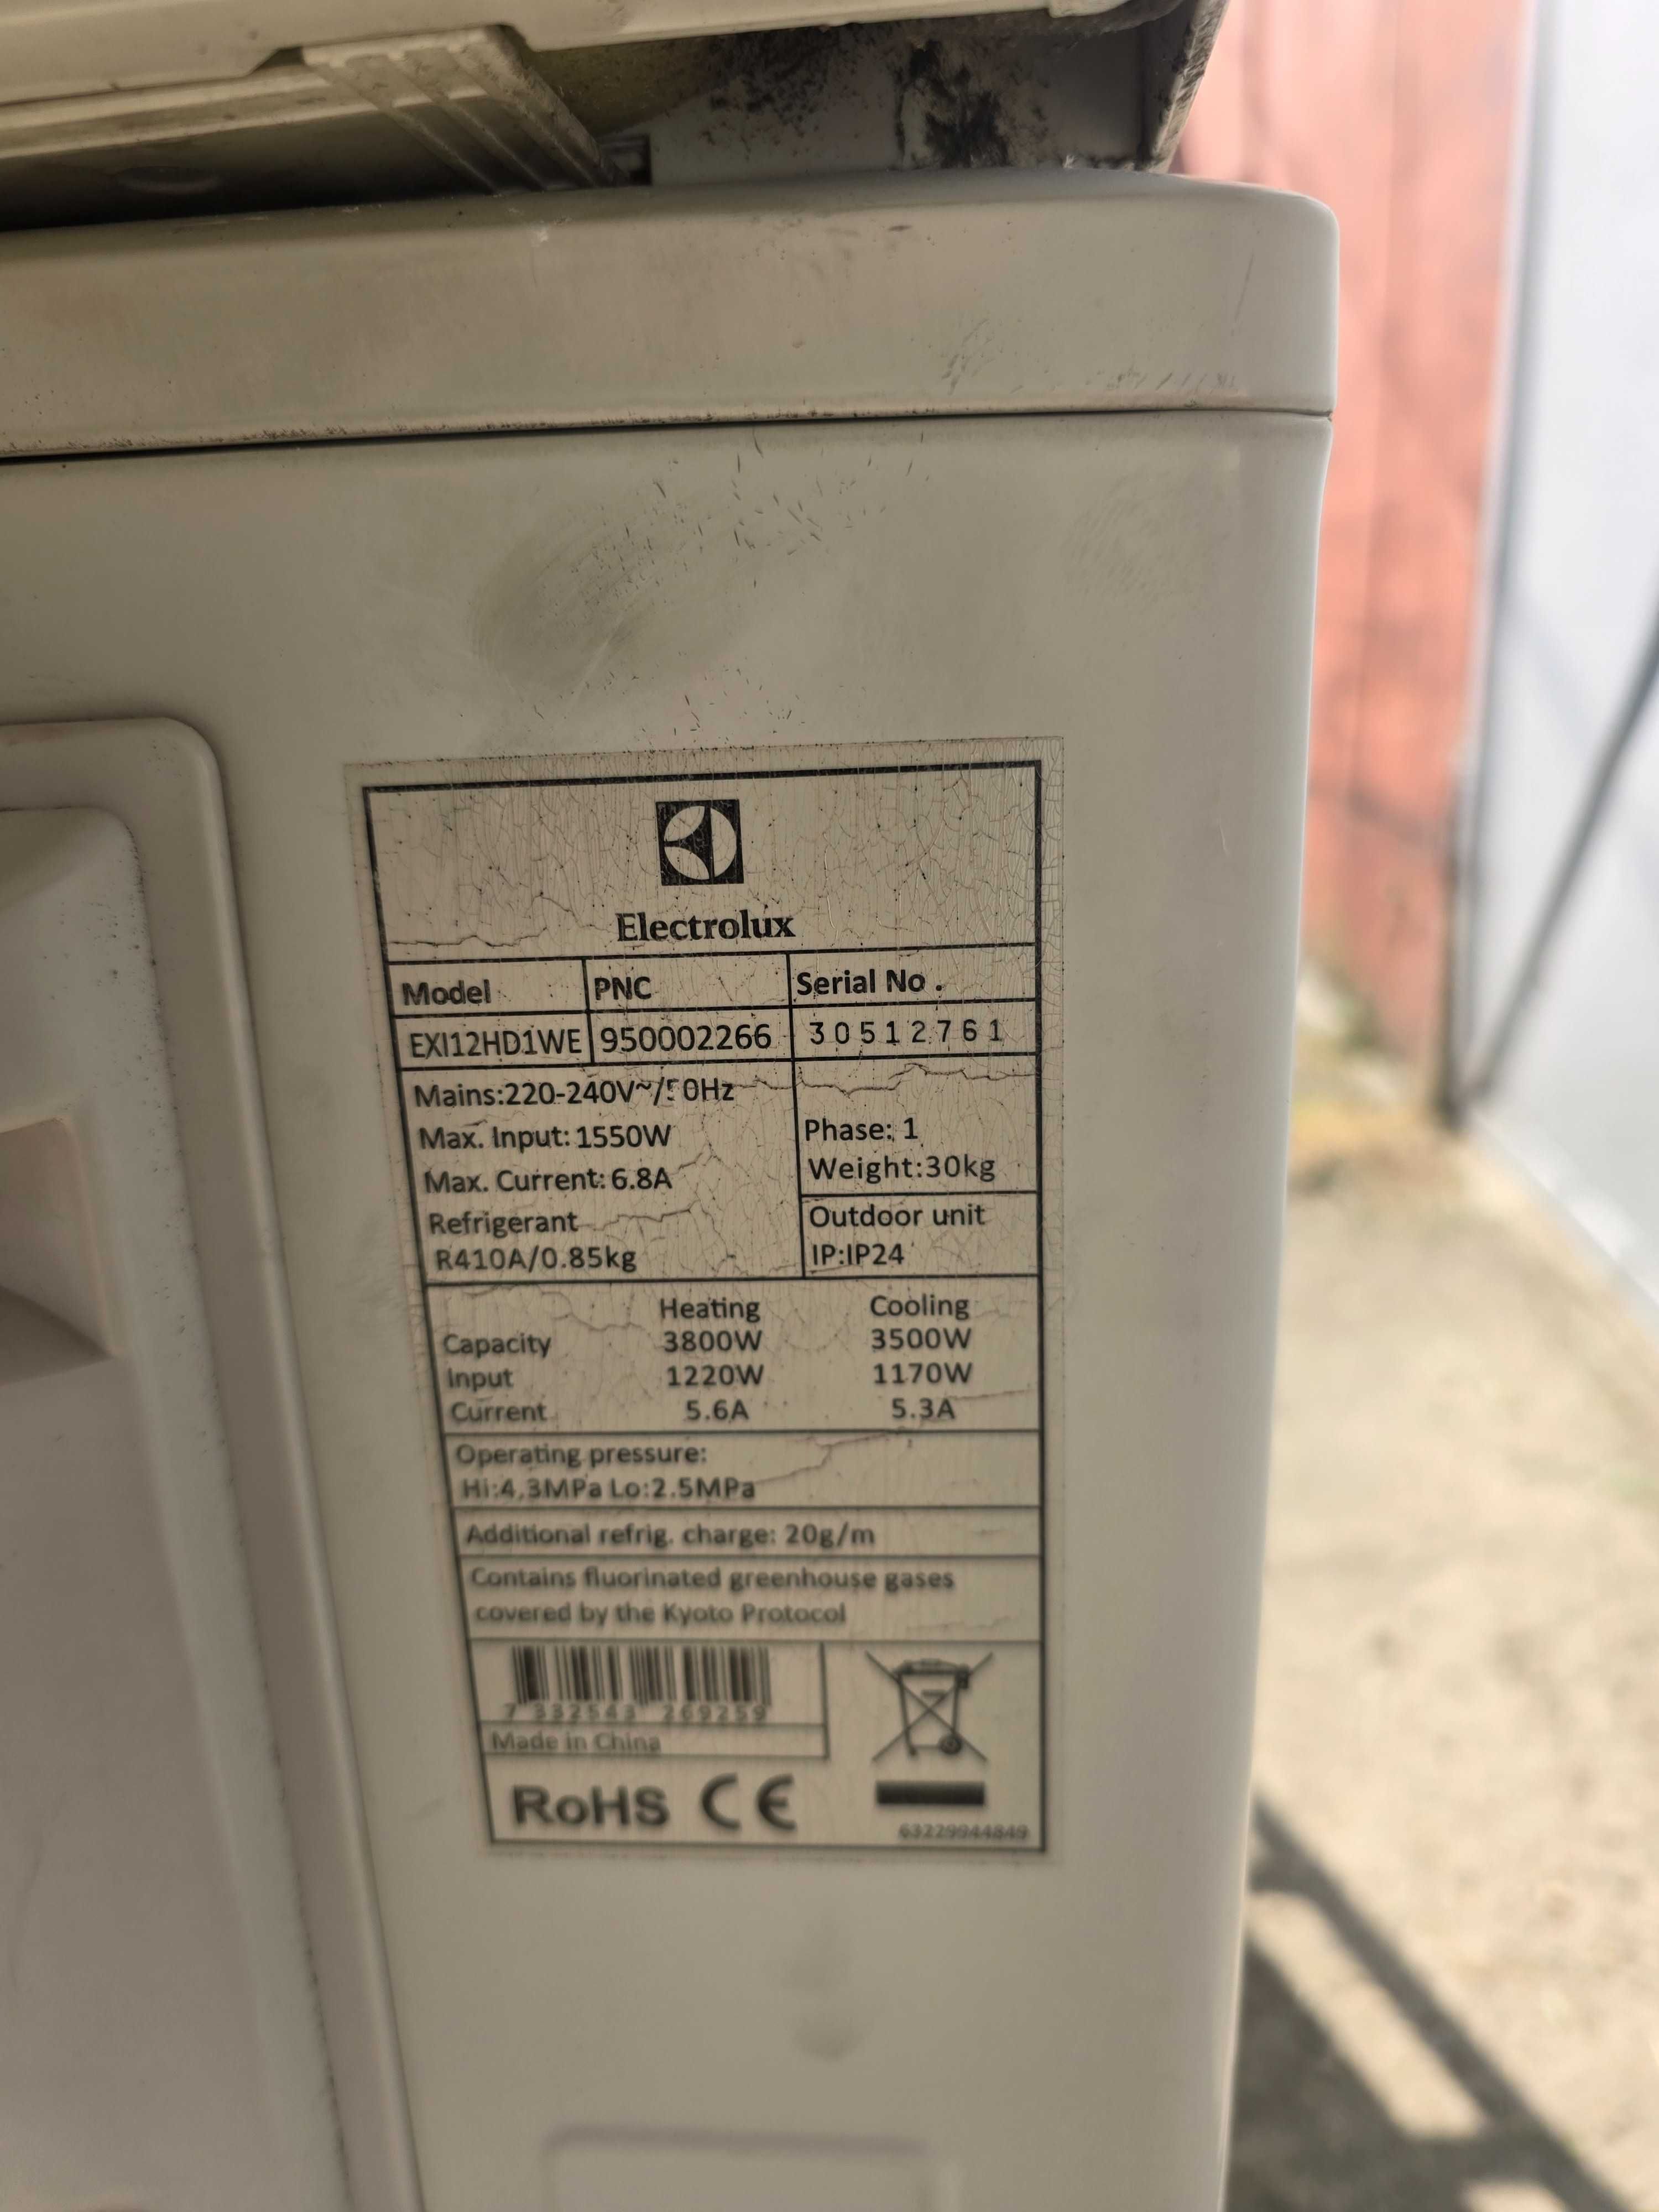 Electrolux
Model PNC Serial No .
EXI12HD1WE 950002266 30512761
Mains:220-240V~/50Hz
Max. Input: 1550W
Max. Current: 6.8A
Refrigerant
R410A/0.85kg
Phase: 1
Weight:30kg
Outdoor unit
IP:IP24
Heating Cooling
Capacity 3800W 3500W
Input 1220W 1170W
Current 5.6A 5.3A
Operating pressure:
Hi:4.3MPa Lo:2.5MPa
Additional refrig. charge: 20g/m
Contains fluorinated greenhouse gases
covered by the Kyoto Protocol
7 332543 269259
Made in China
RoHS CE
63229944849